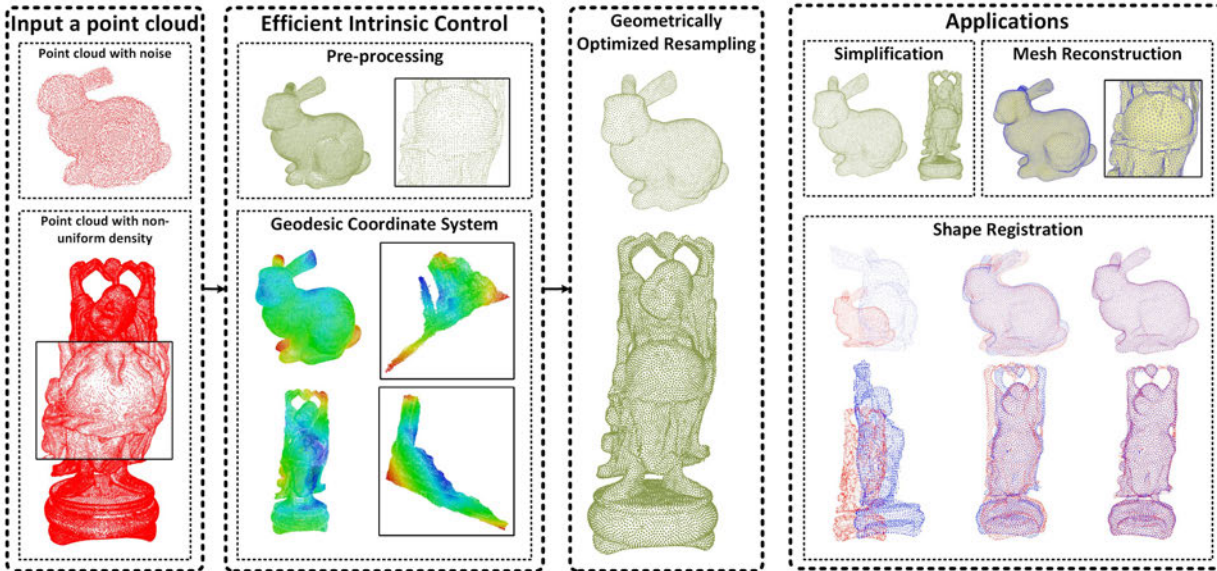 Input a point cloud
Point cloud with noise
Point cloud with non-
uniform density
Efficient Intrinsic Control
Pre-processing
Geodesic Coordinate System
Geometrically
Optimized Resampling
Applications
Simplification
Mesh Reconstruction
Shape Registration